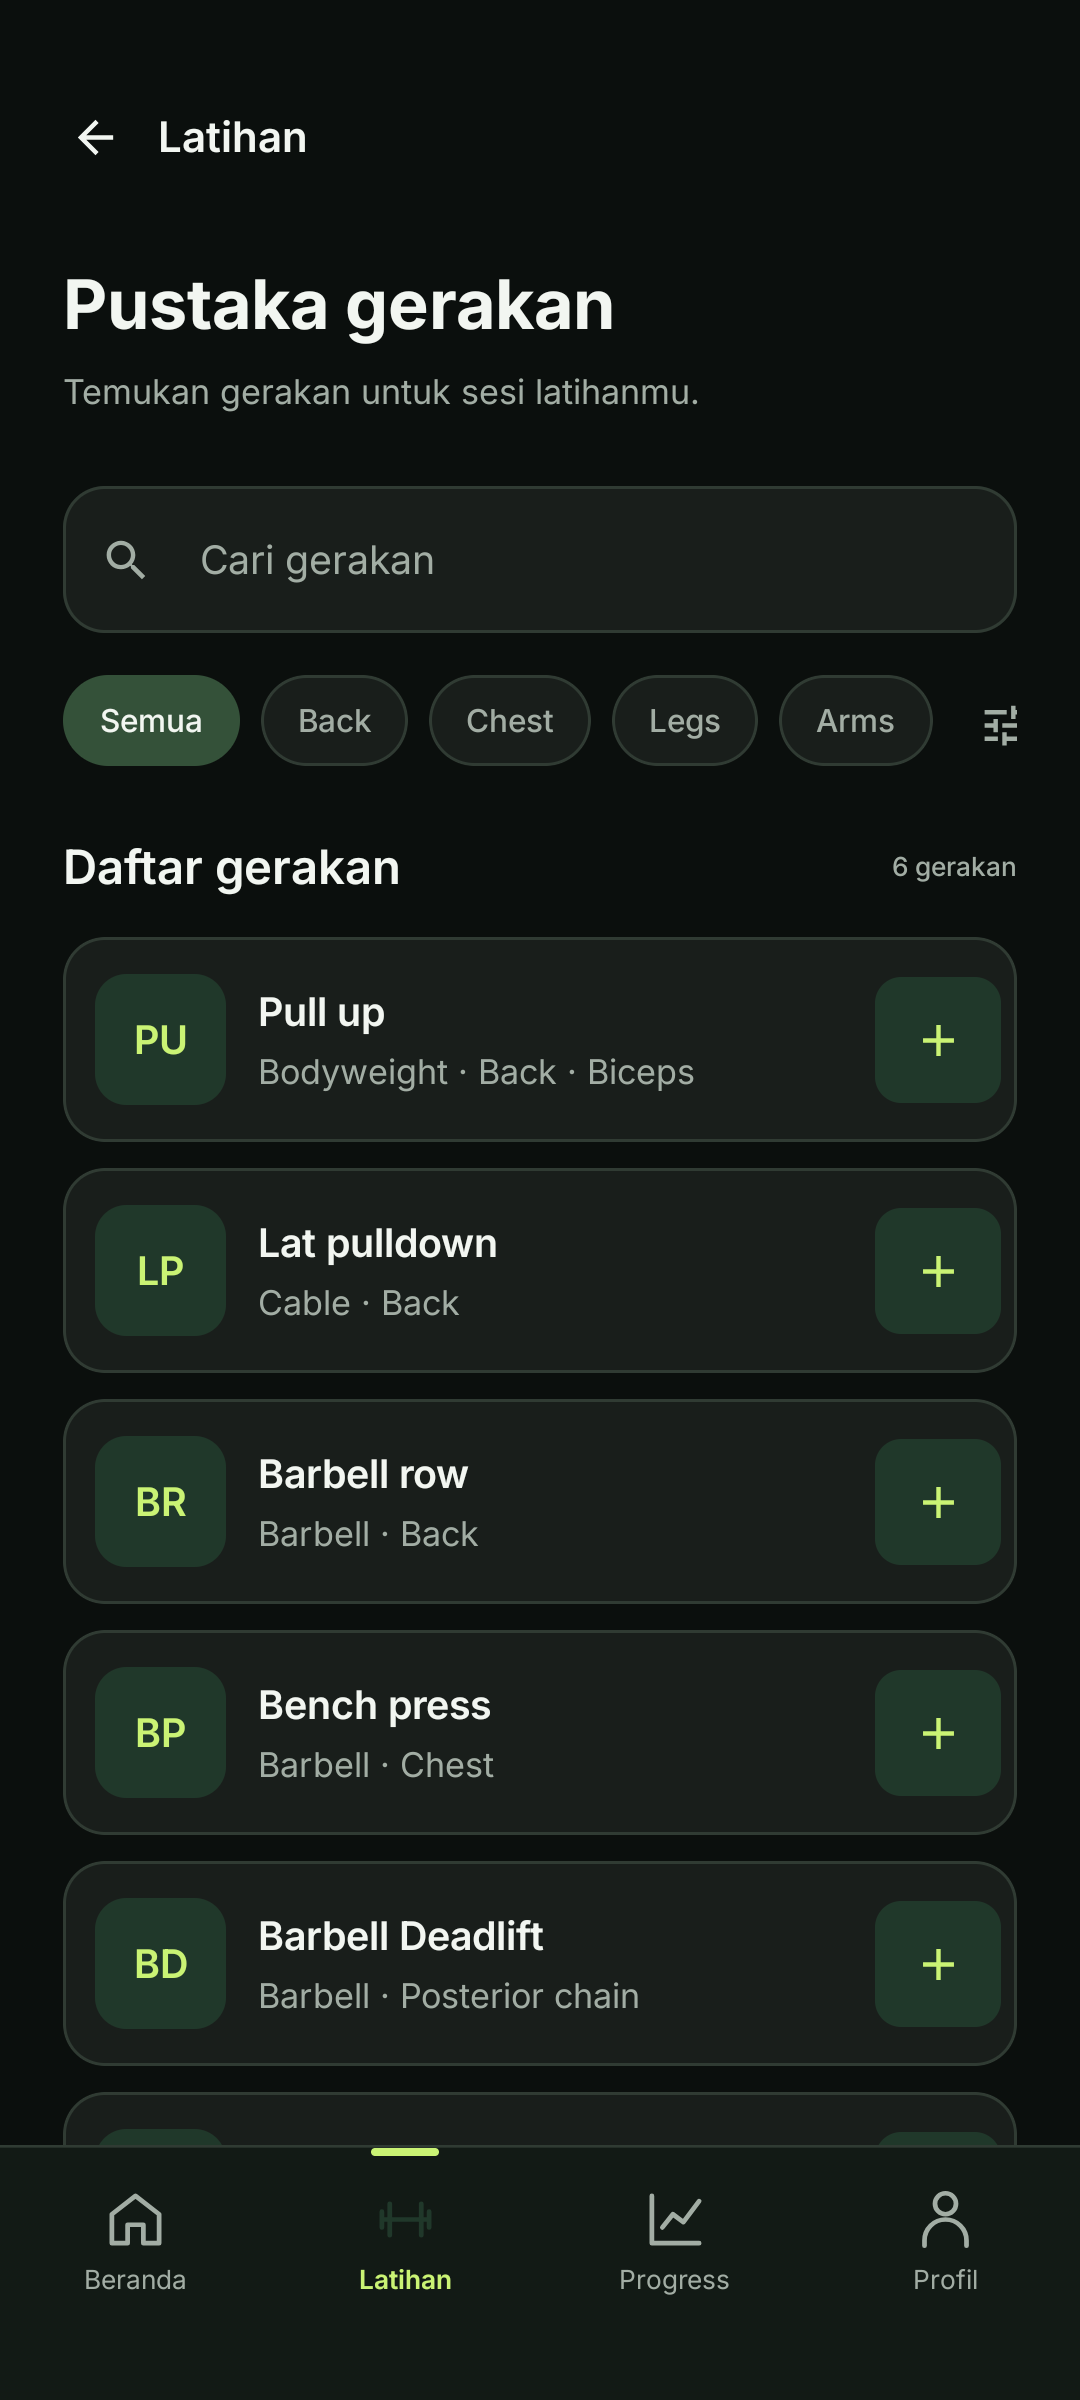 Latihan
Pustaka gerakan
Temukan gerakan untuk sesi latihanmu.
Cari gerakan
Semua
Back
Chest
Legs
Arms
Daftar gerakan
6 gerakan
PU
Pull up
Bodyweight · Back · Biceps
+
LP
Lat pulldown
Cable · Back
+
BR
Barbell row
Barbell · Back
+
BP
Bench press
Barbell · Chest
+
BD
Barbell Deadlift
Barbell · Posterior chain
+
Beranda
Latihan
Progress
Profil